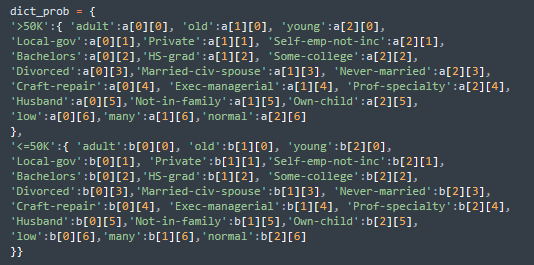 dict_prob = {
'>50K':{ 'adult':a[0][0], 'old':a[1][0], 'young':a[2][0],
'Local-gov':a[0][1],'Private':a[1][1], 'Self-emp-not-inc':a[2][1],
'Bachelors':a[0][2],'HS-grad':a[1][2], 'Some-college':a[2][2],
'Divorced':a[0][3],'Married-civ-spouse':a[1][3], 'Never-married':a[2][3],
'Craft-repair':a[0][4], 'Exec-managerial':a[1][4], 'Prof-specialty':a[2][4],
'Husband':a[0][5],'Not-in-family':a[1][5],'Own-child':a[2][5],
'low':a[0][6],'many':a[1][6],'normal':a[2][6]
},
'<=50K':{ 'adult':b[0][0], 'old':b[1][0], 'young':b[2][0],
'Local-gov':b[0][1], 'Private':b[1][1],'Self-emp-not-inc':b[2][1],
'Bachelors':b[0][2],'HS-grad':b[1][2], 'Some-college':b[2][2],
'Divorced':b[0][3],'Married-civ-spouse':b[1][3], 'Never-married':b[2][3],
'Craft-repair':b[0][4], 'Exec-managerial':b[1][4], 'Prof-specialty':b[2][4],
'Husband':b[0][5],'Not-in-family':b[1][5],'Own-child':b[2][5],
'low':b[0][6],'many':b[1][6],'normal':b[2][6]
}}